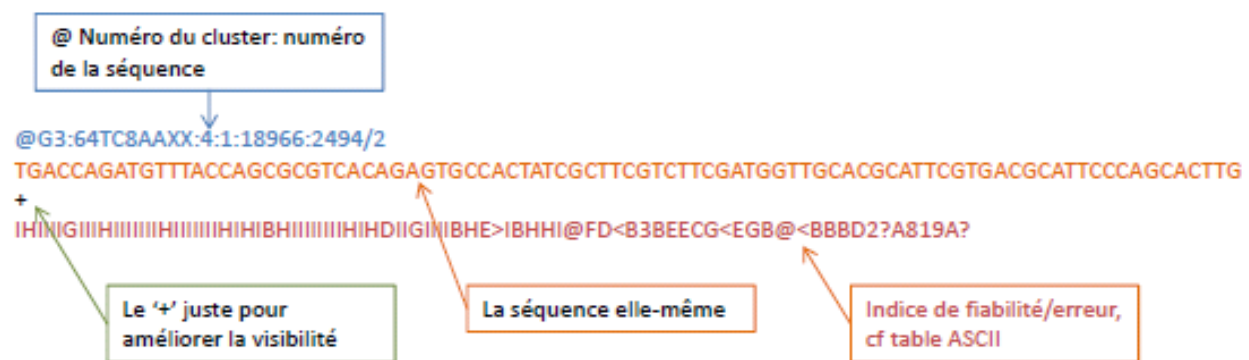 @ Numéro du cluster: numéro
de la séquence
@G3:64TC8AAXX:4:1:18966:2494/2
TGACCAGATGTTTACCAGCGCGTCACAGAGTGCCACTATCGCTTCGTCTTCGATGGTTGCACGCATTCGTGACGCATTCCCAGCACTTG
+
Le ‘+’ juste pour
améliorer la visibilité
La séquence elle-même
Indice de fiabilité/erreur,
cf table ASCII